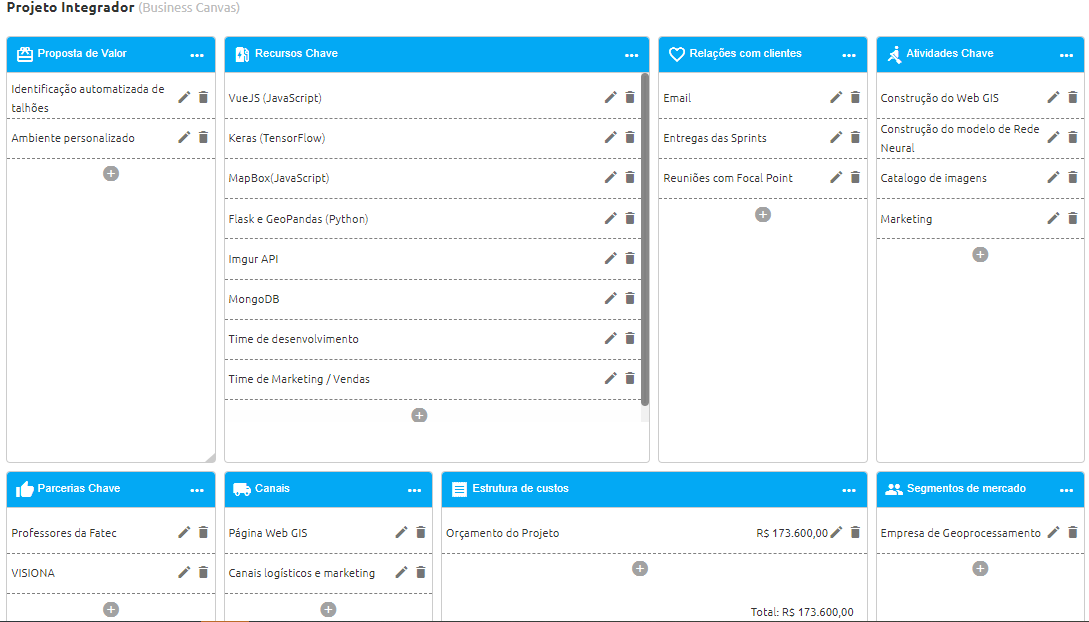 Projeto Integrador (Business Canvas)
Proposta de Valor
Identificação automatizada de
talhões
Ambiente personalizado
Recursos Chave
VueJS (JavaScript)
Keras (TensorFlow)
MapBox(JavaScript)
Flask e GeoPandas (Python)
Imgur API
MongoDB
Time de desenvolvimento
Time de Marketing / Vendas
Relações com clientes
Email
Entregas das Sprints
Reuniões com Focal Point
Atividades Chave
Construção do Web GIS
Construção do modelo de Rede
Neural
Catalogo de imagens
Marketing
Parcerias Chave
Professores da Fatec
VISIONA
Canais
Página Web GIS
Canais logísticos e marketing
Estrutura de custos
Orçamento do Projeto R$ 173.600,00
Total: R$ 173.600,00
Segmentos de mercado
Empresa de Geoprocessamento